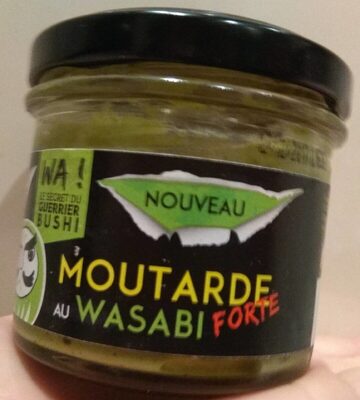 WA!
LE SECRET DU
GUERRIER
BUSHI
NOUVEAU
MOUTARDE
AU WASABI FORTE